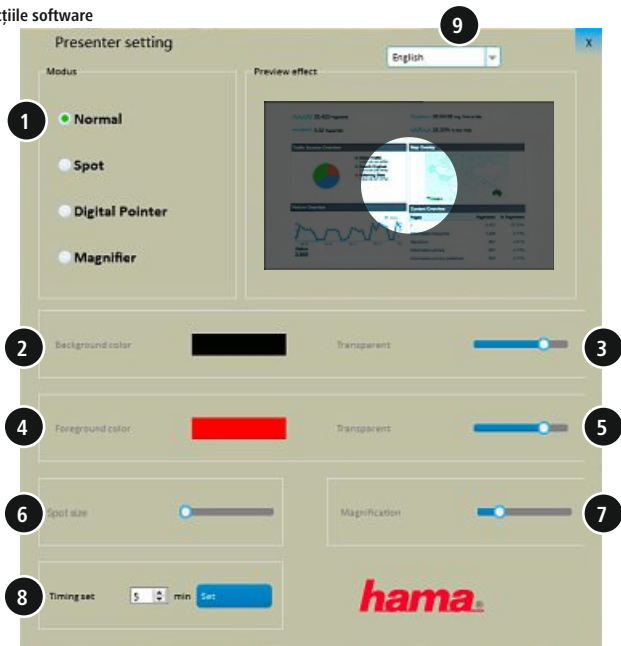 cțiile software
9
Presenter setting
x
English
Modus
Preview effect
1
Normal
Spot
Digital Pointer
Magnifier
2
Background color
Transparent
3
4
Foreground color
Transparent
5
6
Spot size
Magnification
7
8
Timing set
5
min
Set
hama